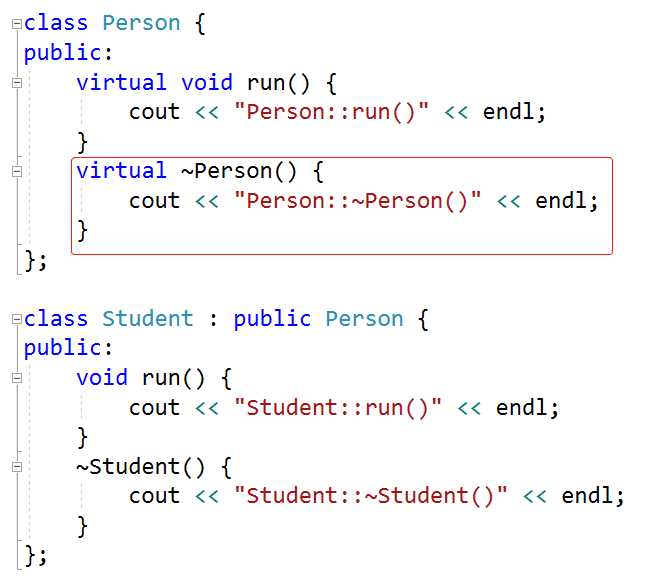 class Person {
public:
    virtual void run() {
        cout << "Person::run()" << endl;
    }
    virtual ~Person() {
        cout << "Person::~Person()" << endl;
    }
};
class Student : public Person {
public:
    void run() {
        cout << "Student::run()" << endl;
    }
    ~Student() {
        cout << "Student::~Student()" << endl;
    }
};